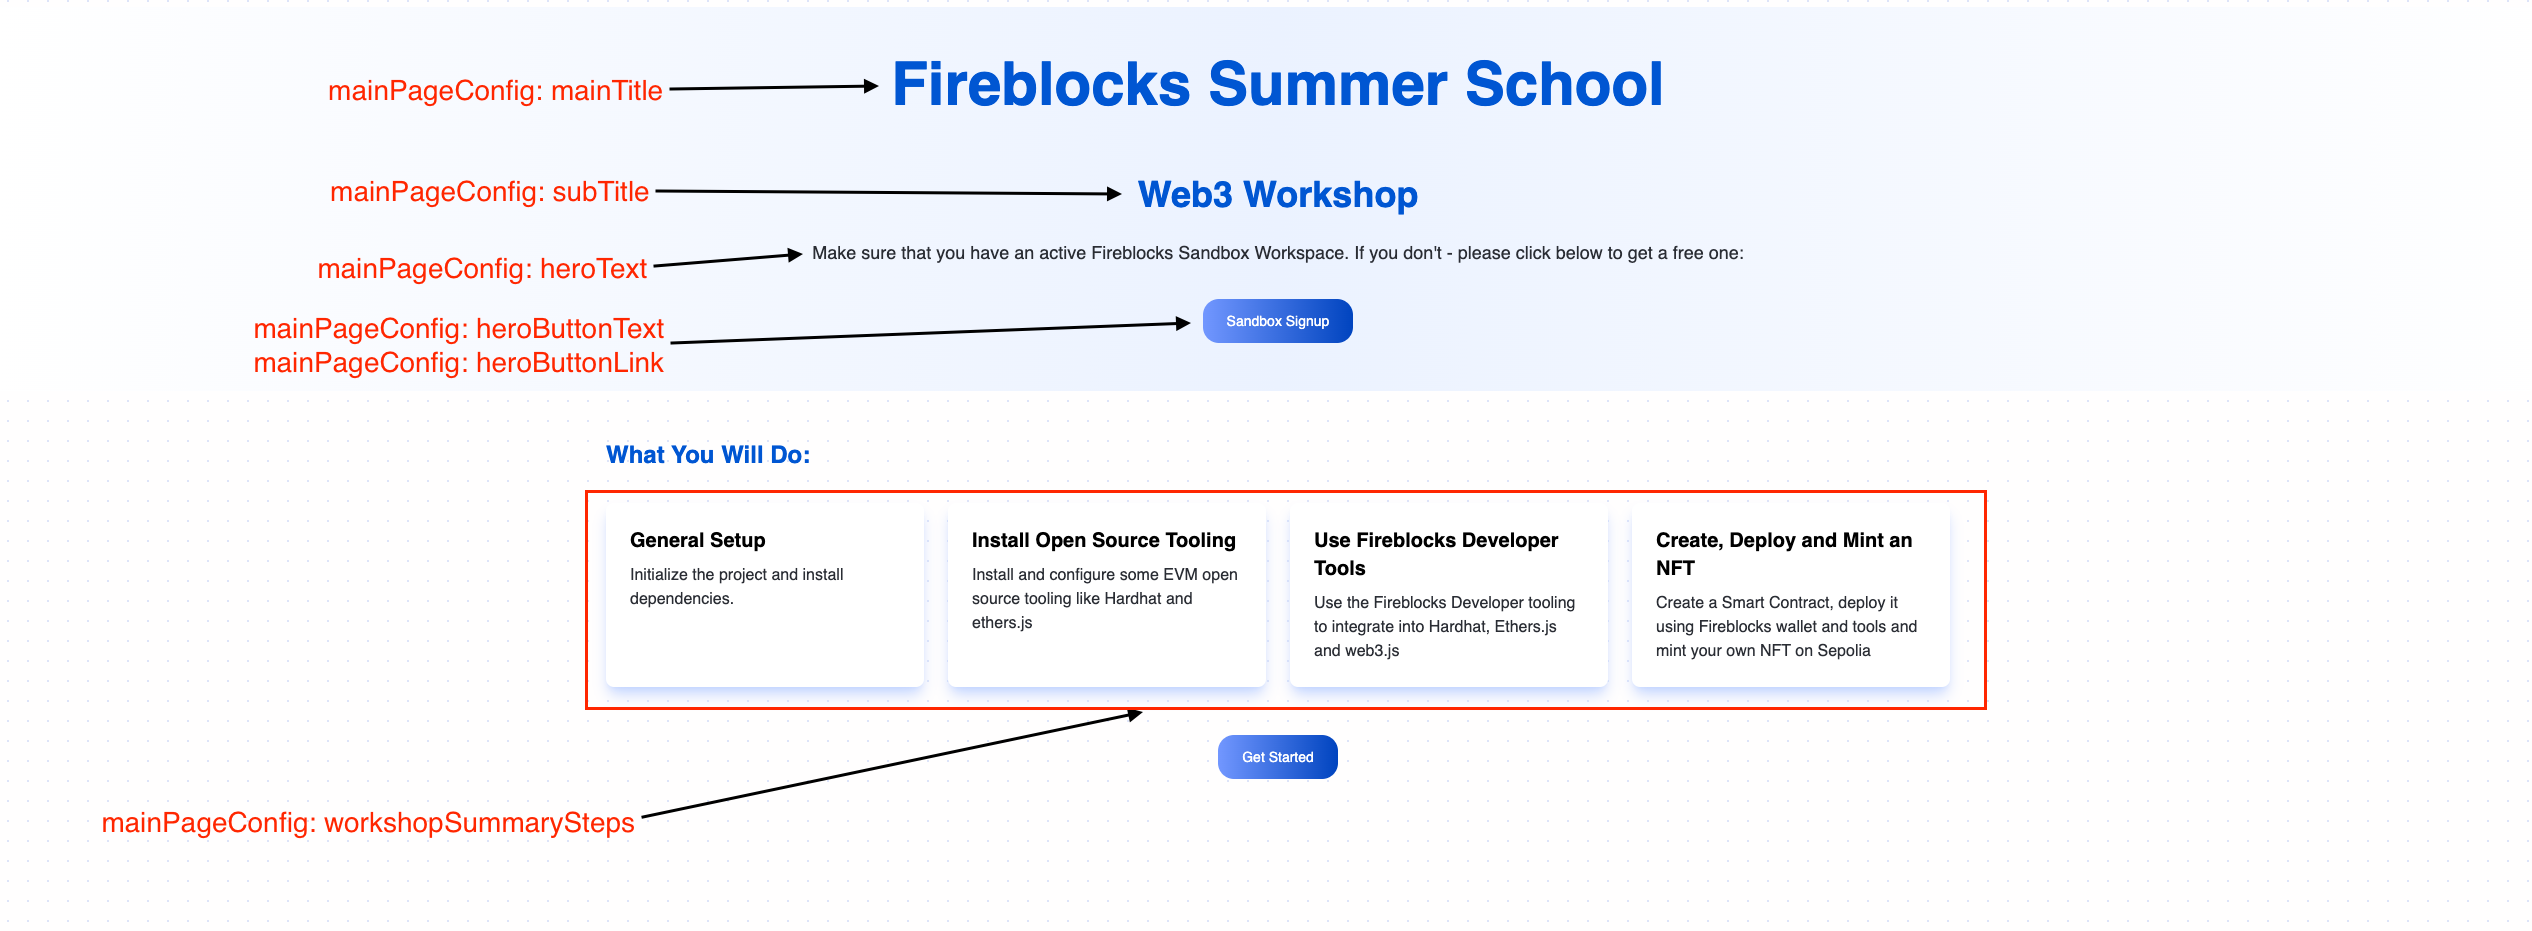 mainPageConfig: mainTitle
Fireblocks Summer School
mainPageConfig: subTitle
Web3 Workshop
mainPageConfig: heroText
Make sure that you have an active Fireblocks Sandbox Workspace. If you don't - please click below to get a free one:
mainPageConfig: heroButtonText
mainPageConfig: heroButtonLink
Sandbox Signup
What You Will Do:
General Setup
Initialize the project and install
dependencies.
Install Open Source Tooling
Install and configure some EVM open
source tooling like Hardhat and
ethers.js
Use Fireblocks Developer
Tools
Use the Fireblocks Developer tooling
to integrate into Hardhat, Ethers.js
and web3.js
Create, Deploy and Mint an
NFT
Create a Smart Contract, deploy it
using Fireblocks wallet and tools and
mint your own NFT on Sepolia
Get Started
mainPageConfig: workshopSummarySteps